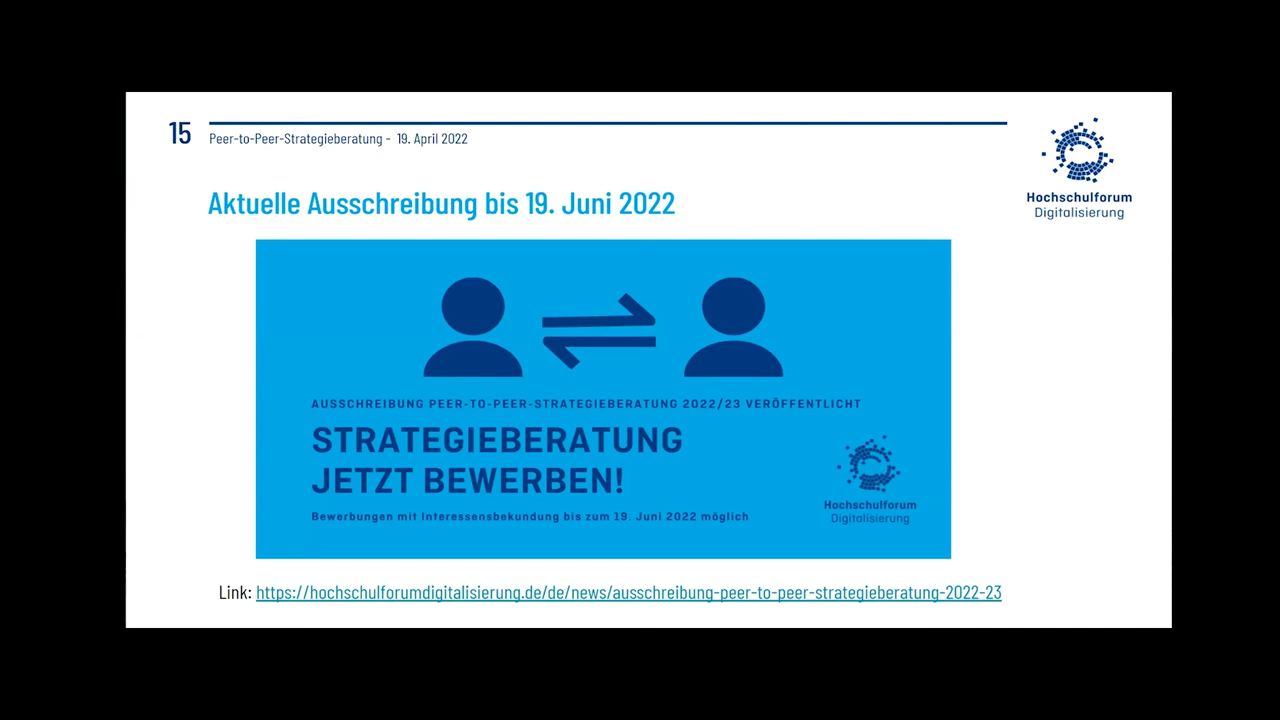 15
Peer-to-Peer-Strategieberatung - 19. April 2022
Hochschulforum
Digitalisierung
Aktuelle Ausschreibung bis 19. Juni 2022
AUSSCHREIBUNG PEER-TO-PEER-STRATEGIEBERATUNG 2022/23 VERÖFFENTLICHT
STRATEGIEBERATUNG
JETZT BEWERBEN!
Bewerbungen mit Interessensbekundung bis zum 19. Juni 2022 möglich
Hochschulforum
Digitalisierung
Link: https://hochschulforumdigitalisierung.de/de/news/ausschreibung-peer-to-peer-strategieberatung-2022-23